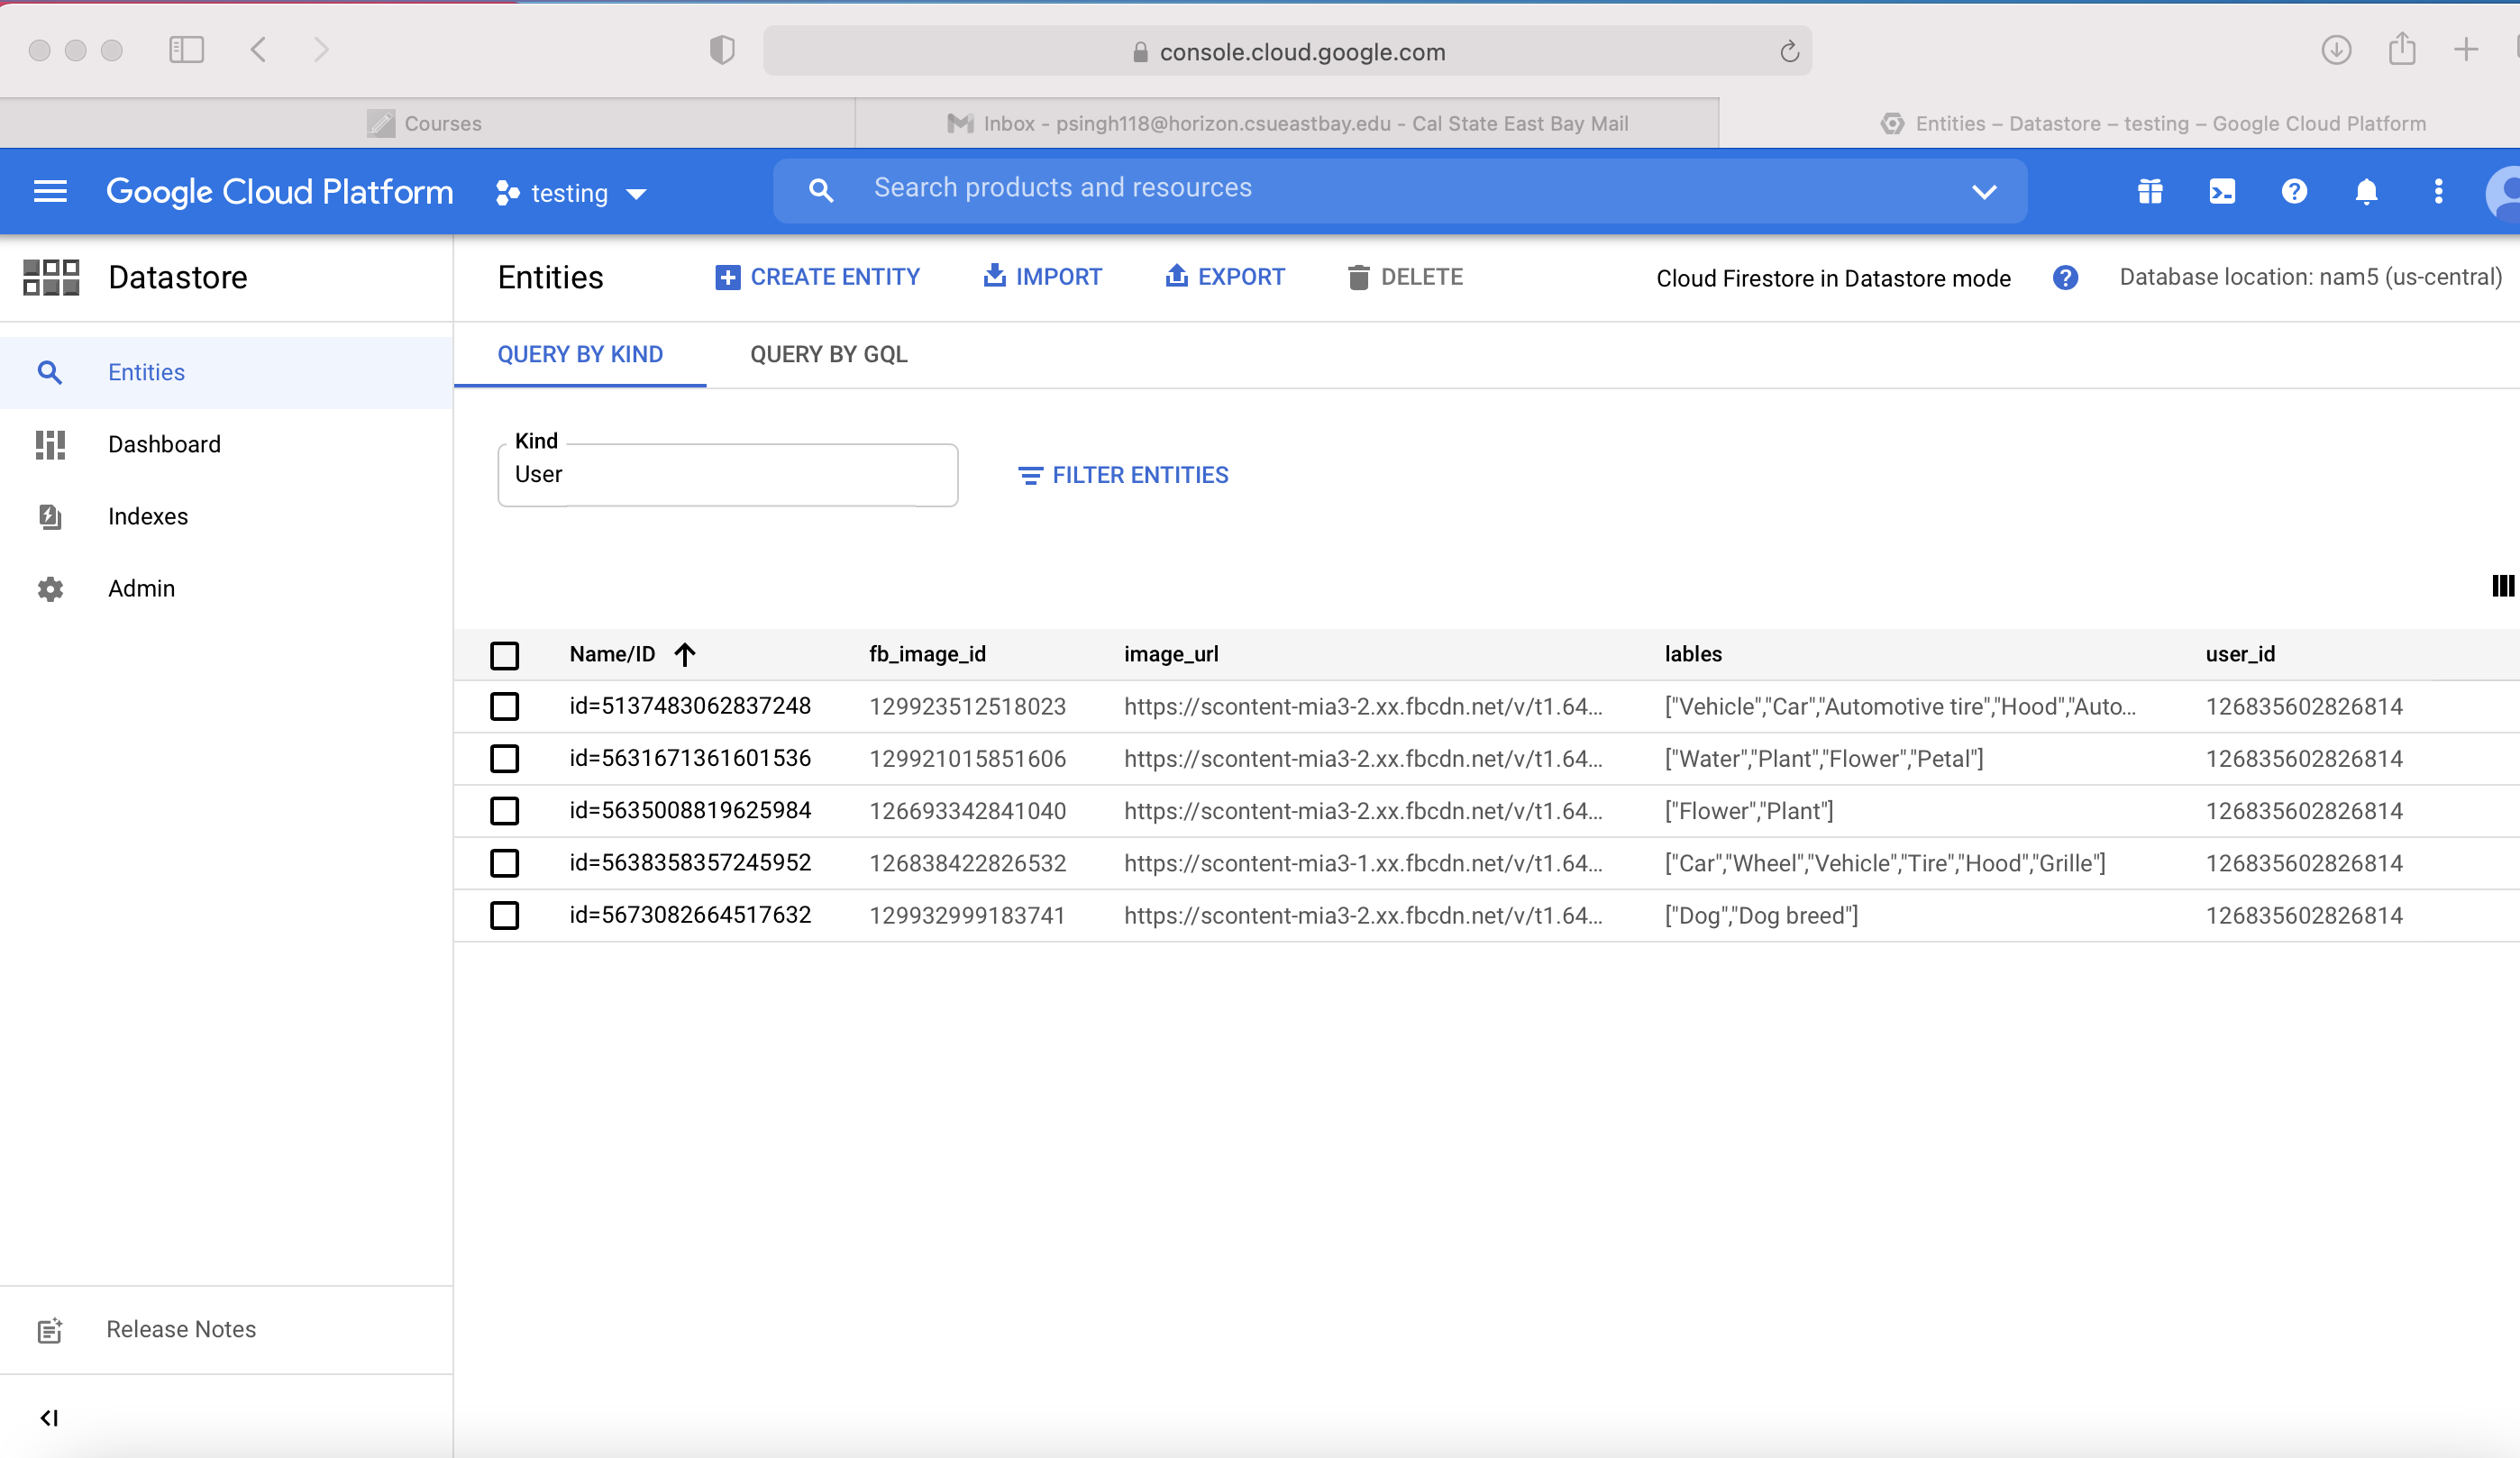 console.cloud.google.com
Courses
Inbox - psingh118@horizon.csueastbay.edu - Cal State East Bay Mail
Entities – Datastore – testing – Google Cloud Platform
Google Cloud Platform
testing
Search products and resources
Datastore
Entities
CREATE ENTITY
IMPORT
EXPORT
DELETE
Cloud Firestore in Datastore mode
Database location: nam5 (us-central)
Entities
Dashboard
Indexes
Admin
QUERY BY KIND
QUERY BY GQL
Kind
User
FILTER ENTITIES
Name/ID fb_image_id image_url lables user_id
id=5137483062837248 129923512518023 https://scontent-mia3-2.xx.fbcdn.net/v/t1.64... ["Vehicle","Car","Automotive tire","Hood","Auto... 126835602826814
id=5631671361601536 129921015851606 https://scontent-mia3-2.xx.fbcdn.net/v/t1.64... ["Water","Plant","Flower","Petal"] 126835602826814
id=5635008819625984 126693342841040 https://scontent-mia3-2.xx.fbcdn.net/v/t1.64... ["Flower","Plant"] 126835602826814
id=5638358357245952 126838422826532 https://scontent-mia3-1.xx.fbcdn.net/v/t1.64... ["Car","Wheel","Vehicle","Tire","Hood","Grille"] 126835602826814
id=5673082664517632 129932999183741 https://scontent-mia3-2.xx.fbcdn.net/v/t1.64... ["Dog","Dog breed"] 126835602826814
Release Notes